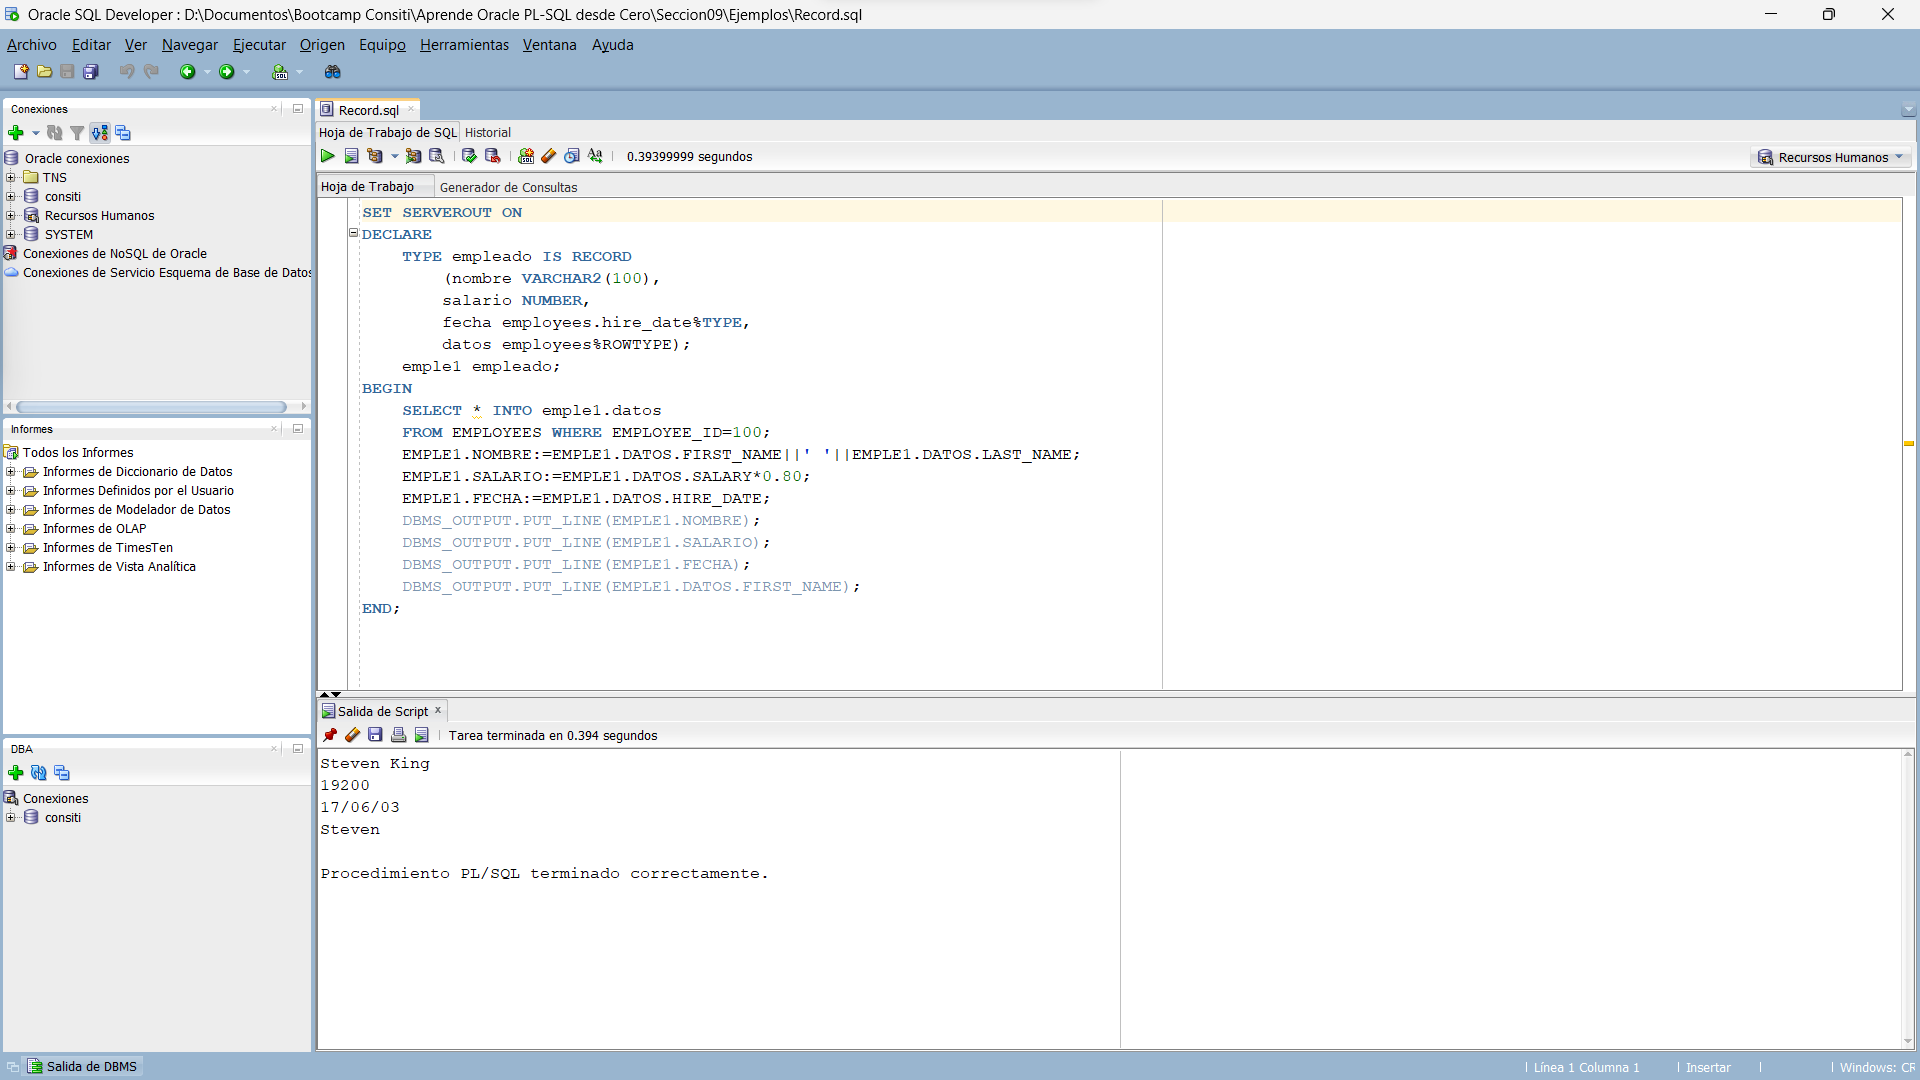 Oracle SQL Developer : D:\Documentos\Bootcamp Consiti\Aprende Oracle PL-SQL desde Cero\Seccion09\Ejemplos\Record.sql
Archivo Editar Ver Navegar Ejecutar Origen Equipo Herramientas Ventana Ayuda
Conexiones
Oracle conexiones
TNS
consiti
Recursos Humanos
SYSTEM
Conexiones de NoSQL de Oracle
Conexiones de Servicio Esquema de Base de Datos
Informes
Todos los Informes
Informes de Diccionario de Datos
Informes Definidos por el Usuario
Informes de Modelador de Datos
Informes de OLAP
Informes de TimesTen
Informes de Vista Analítica
DBA
Conexiones
consiti
Record.sql
Hoja de Trabajo de SQL Historial
0.39399999 segundos
Recursos Humanos
Hoja de Trabajo Generador de Consultas
SET SERVEROUT ON
DECLARE
    TYPE empleado IS RECORD
        (nombre VARCHAR2(100),
        salario NUMBER,
        fecha employees.hire_date%TYPE,
        datos employees%ROWTYPE);
    emple1 empleado;
BEGIN
    SELECT * INTO emple1.datos
    FROM EMPLOYEES WHERE EMPLOYEE_ID=100;
    EMPLE1.NOMBRE:=EMPLE1.DATOS.FIRST_NAME||' '||EMPLE1.DATOS.LAST_NAME;
    EMPLE1.SALARIO:=EMPLE1.DATOS.SALARY*0.80;
    EMPLE1.FECHA:=EMPLE1.DATOS.HIRE_DATE;
    DBMS_OUTPUT.PUT_LINE(EMPLE1.NOMBRE);
    DBMS_OUTPUT.PUT_LINE(EMPLE1.SALARIO);
    DBMS_OUTPUT.PUT_LINE(EMPLE1.FECHA);
    DBMS_OUTPUT.PUT_LINE(EMPLE1.DATOS.FIRST_NAME);
END;
Salida de Script
Tarea terminada en 0.394 segundos
Steven King
19200
17/06/03
Steven
Procedimiento PL/SQL terminado correctamente.
Salida de DBMS
Línea 1 Columna 1 Insertar Windows: CR